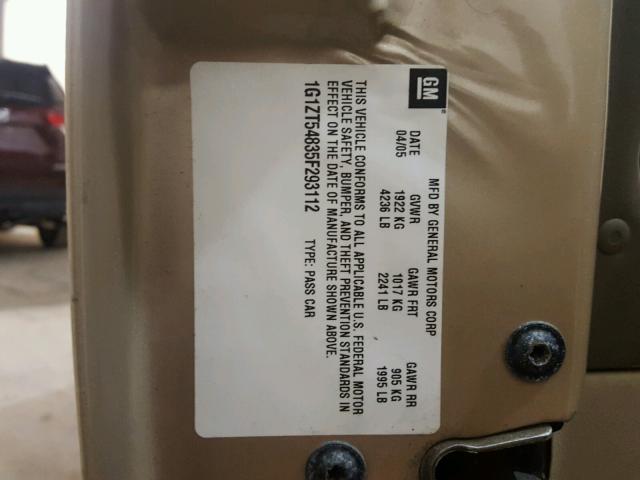 GM
MFD BY GENERAL MOTORS CORP
DATE GVWR GAWR FRT GAWR RR
04/05 1922 KG 1017 KG 905 KG
4236 LB 2241 LB 1995 LB
THIS VEHICLE CONFORMS TO ALL APPLICABLE U.S. FEDERAL MOTOR
VEHICLE SAFETY, BUMPER, AND THEFT PREVENTION STANDARDS IN
EFFECT ON THE DATE OF MANUFACTURE SHOWN ABOVE.
1G1ZT54835F293112 TYPE: PASS CAR